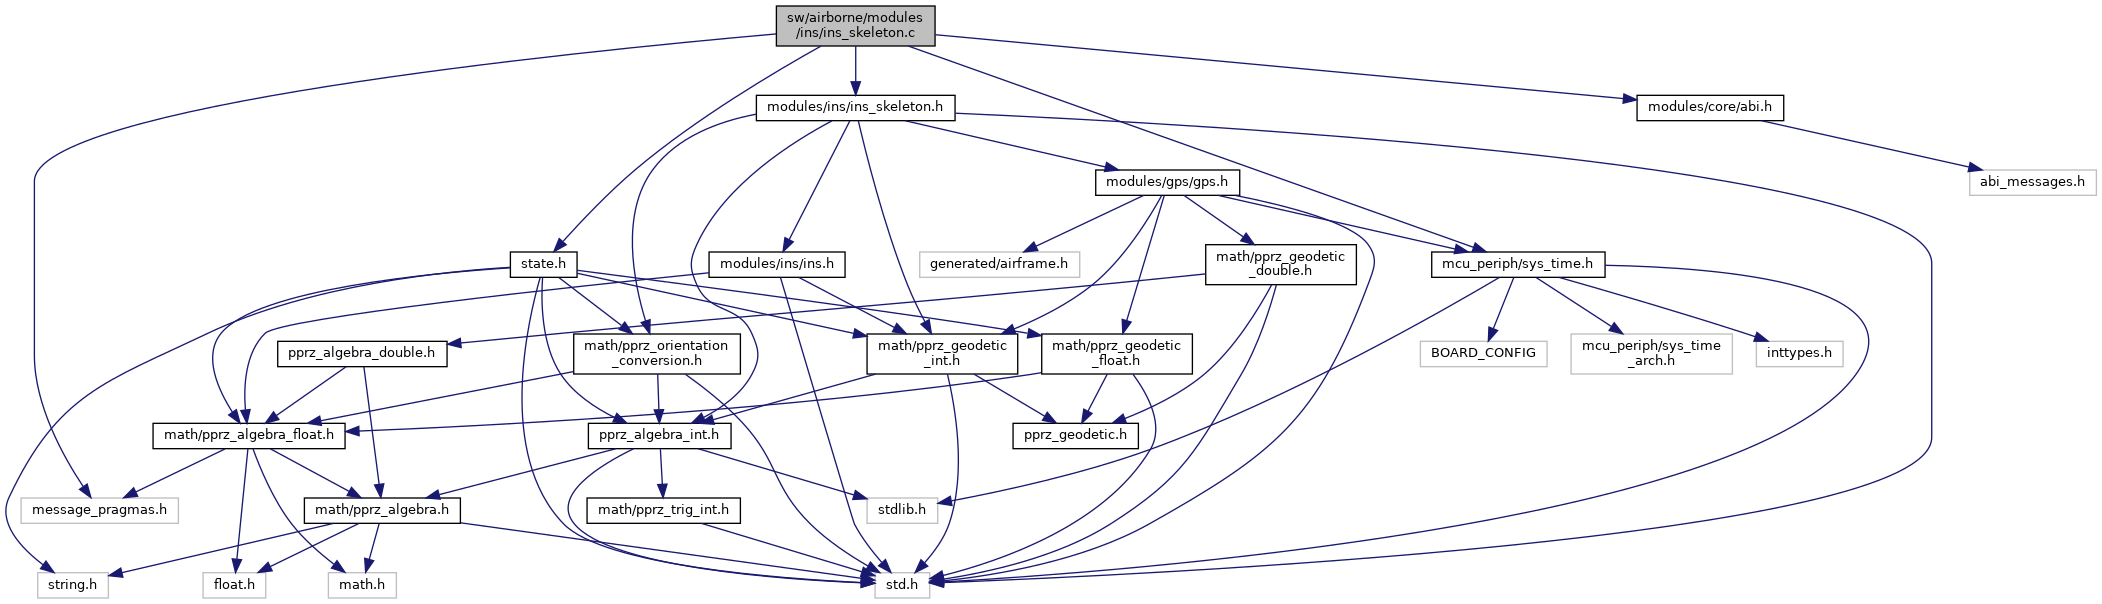 sw/airborne/modules
/ins/ins_skeleton.c
modules/ins/ins_skeleton.h
modules/core/abi.h
modules/gps/gps.h
abi_messages.h
state.h
modules/ins/ins.h
generated/airframe.h
math/pprz_geodetic
_double.h
mcu_periph/sys_time.h
pprz_algebra_double.h
math/pprz_orientation
_conversion.h
math/pprz_geodetic
_int.h
math/pprz_geodetic
_float.h
BOARD_CONFIG
mcu_periph/sys_time
_arch.h
inttypes.h
math/pprz_algebra_float.h
pprz_algebra_int.h
pprz_geodetic.h
message_pragmas.h
math/pprz_algebra.h
math/pprz_trig_int.h
stdlib.h
string.h
float.h
math.h
std.h